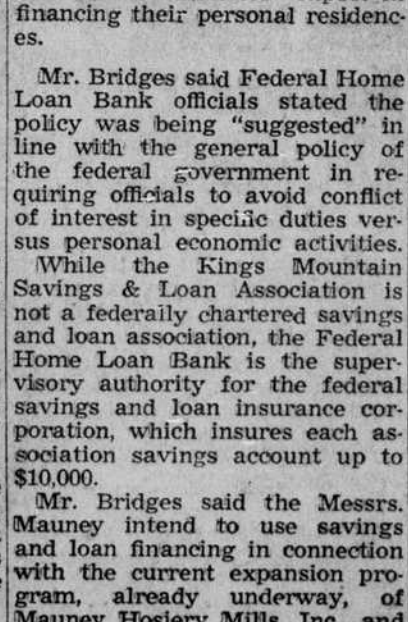 financing their personal residenc-
es.
Mr. Bridges said Federal Home
Loan Bank officials stated the
policy was being "suggested" in
line with the general policy of
the federal government in re-
quiring officials to avoid conflict
of interest in specific duties ver-
sus personal economic activities.
While the Kings Mountain
Savings & Loan Association is
not a federally chartered savings
and loan association, the Federal
Home Loan Bank is the super-
visory authority for the federal
savings and loan insurance cor-
poration, which insures each as-
sociation savings account up to
$10,000.
Mr. Bridges said the Messrs.
Mauney intend to use savings
and loan financing in connection
with the current expansion pro-
gram, already underway, of
Mauney Hosiery Mills, Inc. and